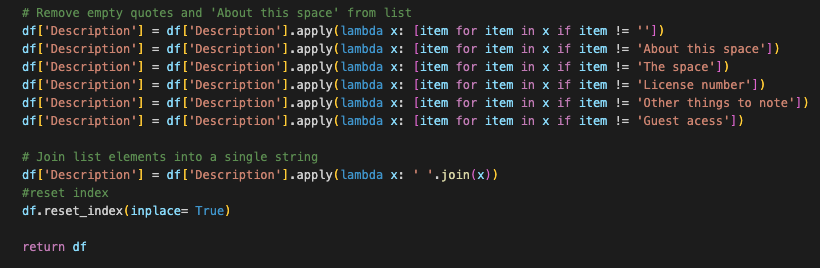 # Remove empty quotes and 'About this space' from list
df['Description'] = df['Description'].apply(lambda x: [item for item in x if item != ''])
df['Description'] = df['Description'].apply(lambda x: [item for item in x if item != 'About this space'])
df['Description'] = df['Description'].apply(lambda x: [item for item in x if item != 'The space'])
df['Description'] = df['Description'].apply(lambda x: [item for item in x if item != 'License number'])
df['Description'] = df['Description'].apply(lambda x: [item for item in x if item != 'Other things to note'])
df['Description'] = df['Description'].apply(lambda x: [item for item in x if item != 'Guest acess'])
# Join list elements into a single string
df['Description'] = df['Description'].apply(lambda x: ' '.join(x))
#reset index
df.reset_index(inplace= True)
return df